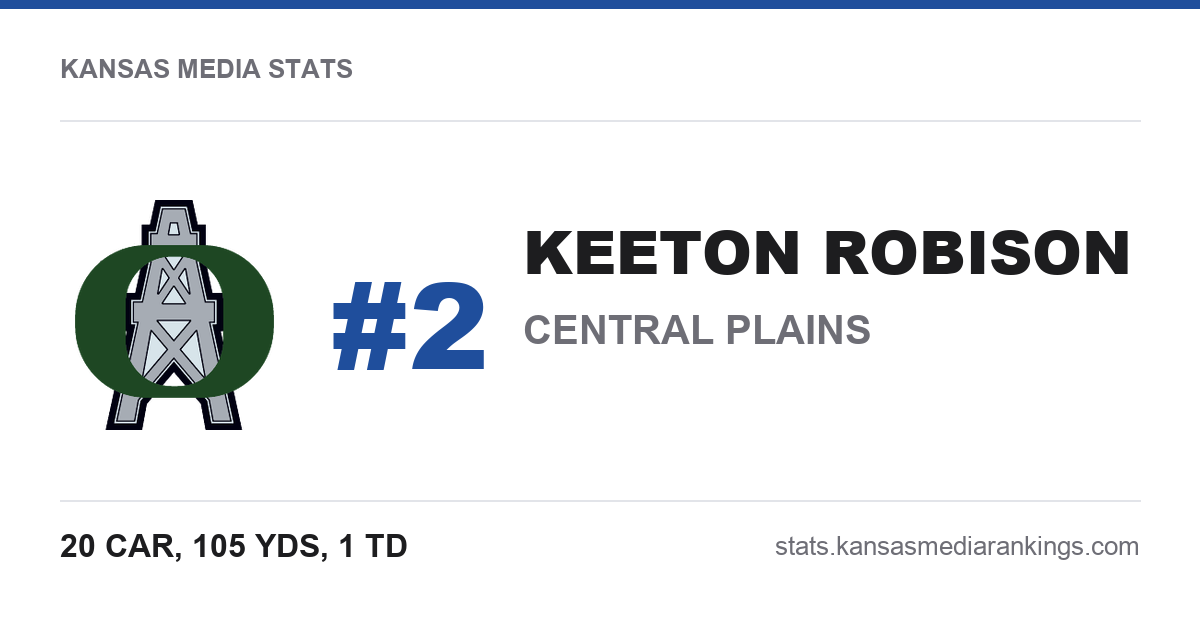 KANSAS MEDIA STATS
O
#2
KEETON ROBISON
CENTRAL PLAINS
20 CAR, 105 YDS, 1 TD
stats.kansasmediarankings.com